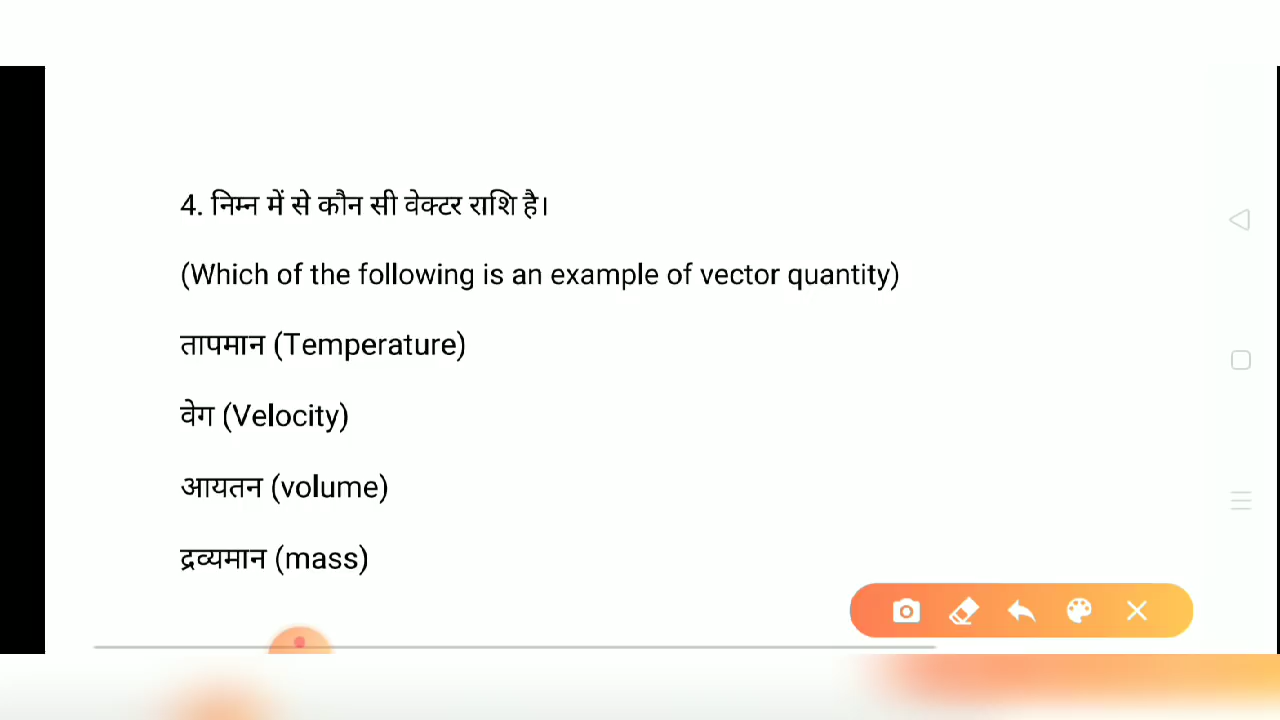 4. निम्न में से कौन सी वेक्टर राशि है।
(Which of the following is an example of vector quantity)
तापमान (Temperature)
वेग (Velocity)
आयतन (volume)
द्रव्यमान (mass)